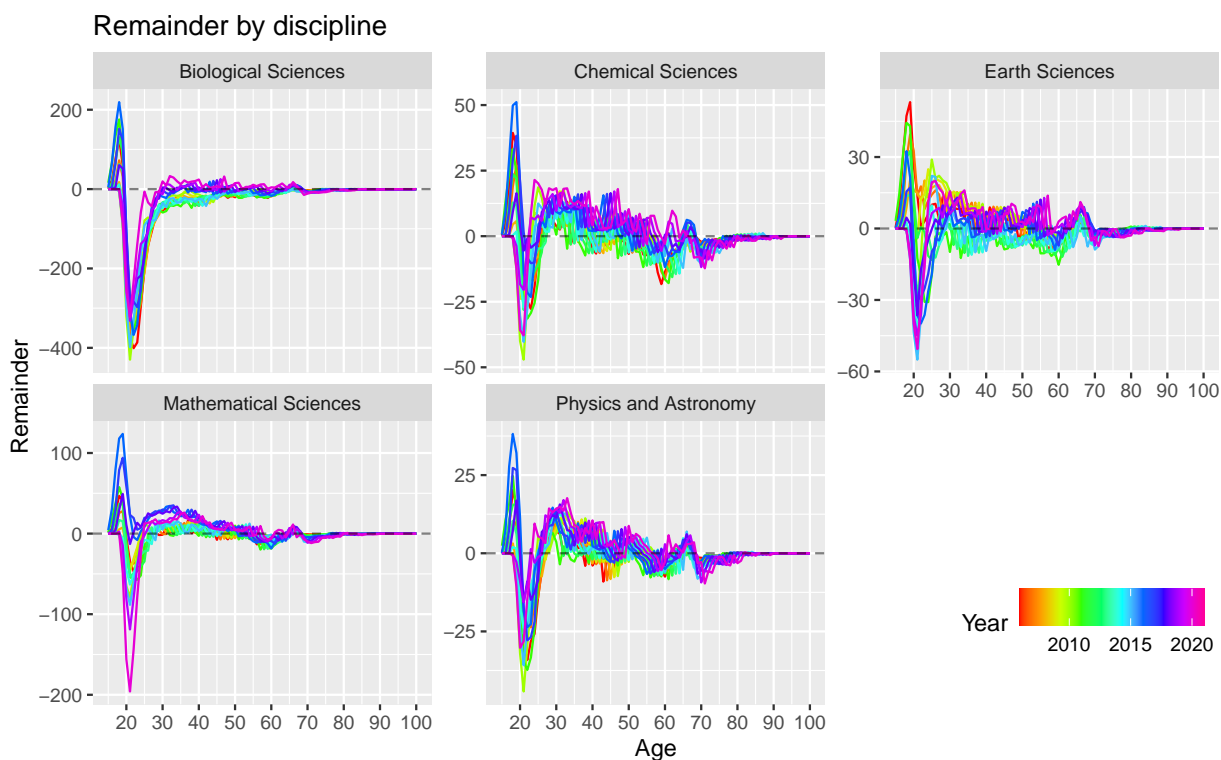 Remainder by discipline
Biological Sciences
Chemical Sciences
Earth Sciences
200
0
−200
−400
50
25
0
−25
−50
30
0
−30
−60
20 30 40 50 60 70 80 90 100
Mathematical Sciences
Physics and Astronomy
100
0
−100
−200
25
0
−25
20 30 40 50 60 70 80 90 100
20 30 40 50 60 70 80 90 100
Remainder
Age
Year
2010 2015 2020